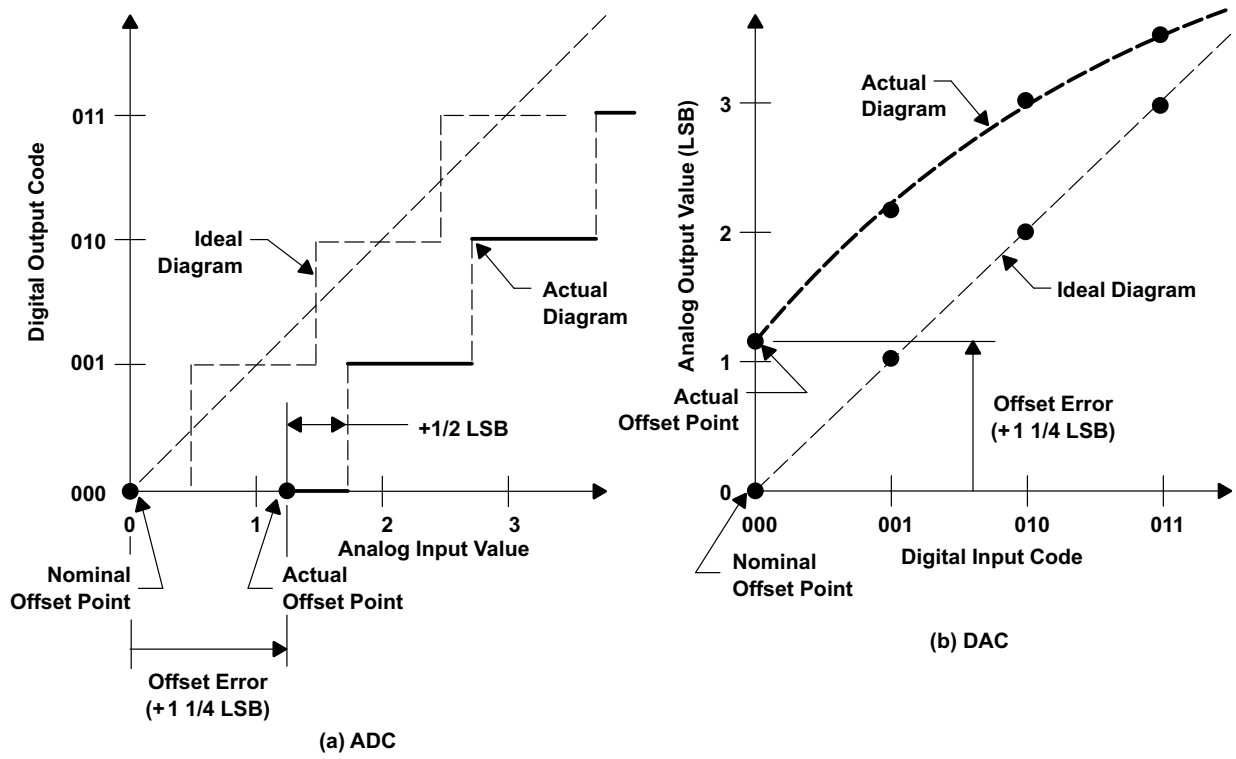 Digital Output Code
011
010
001
000
0
1
2
3
Analog Input Value
Ideal
Diagram
Actual
Diagram
+1/2 LSB
Nominal
Offset Point
Actual
Offset Point
Offset Error
(+1 1/4 LSB)
(a) ADC
Analog Output Value (LSB)
3
2
1
0
000
001
010
011
Digital Input Code
Actual
Diagram
Ideal Diagram
Actual
Offset Point
Offset Error
(+1 1/4 LSB)
Nominal
Offset Point
(b) DAC